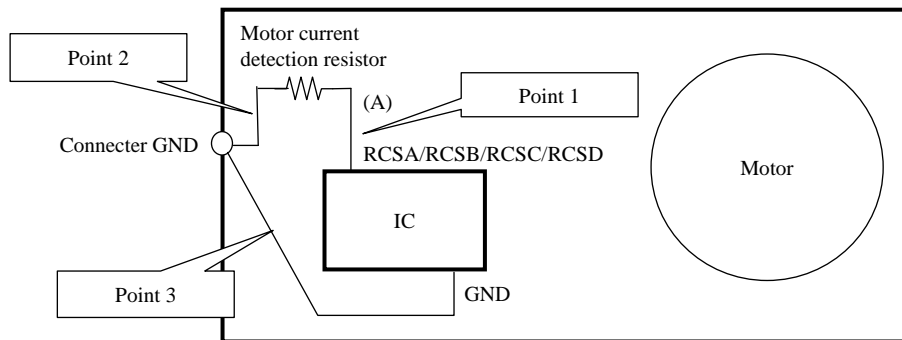 Motor current
detection resistor
Point 2
(A)
Point 1
Connecter GND
RCSA/RCSB/RCSC/RCSD
Motor
IC
Point 3
GND